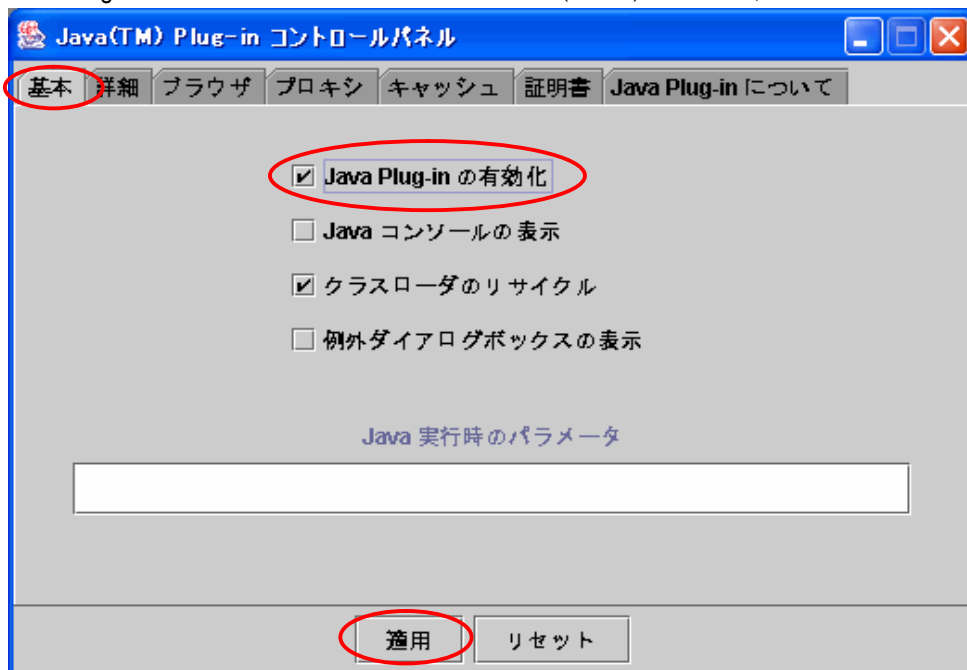 Java(TM) Plug-in コントロールパネル
基本 詳細 ブラウザ プロキシ キャッシュ 証明書 Java Plug-in について
Java Plug-in の有効化
Java コンソールの表示
クラスローダのリサイクル
例外ダイアログボックスの表示
Java 実行時のパラメータ
適用 リセット